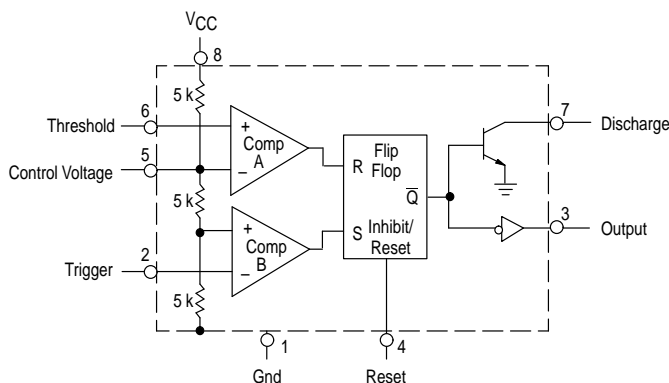 VCC
8
5 k
6
Threshold
+
Comp
A
–
5
Control Voltage
5 k
+
Comp
B
–
2
Trigger
5 k
R
Flip
Flop
Q̅
S
Inhibit/
Reset
7
Discharge
3
Output
1
Gnd
4
Reset